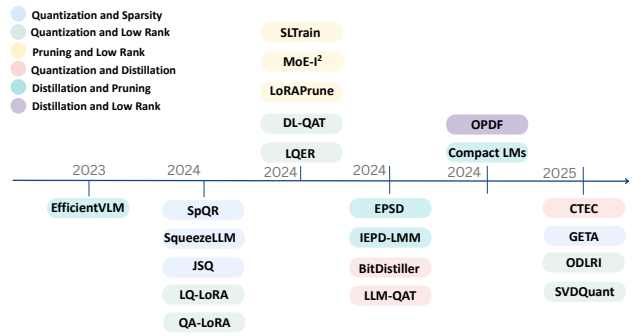 Quantization and Sparsity
Quantization and Low Rank
Pruning and Low Rank
Quantization and Distillation
Distillation and Pruning
Distillation and Low Rank
SLTrain
MoE-I²
LoRAPrune
DL-QAT
LQER
OPDF
Compact LMs
2023
2024
2024
2024
2024
2025
EfficientVLM
SpQR
SqueezeLLM
JSQ
LQ-LoRA
QA-LoRA
EPSD
IEPD-LMM
BitDistiller
LLM-QAT
CTEC
GETA
ODLRI
SVDQuant